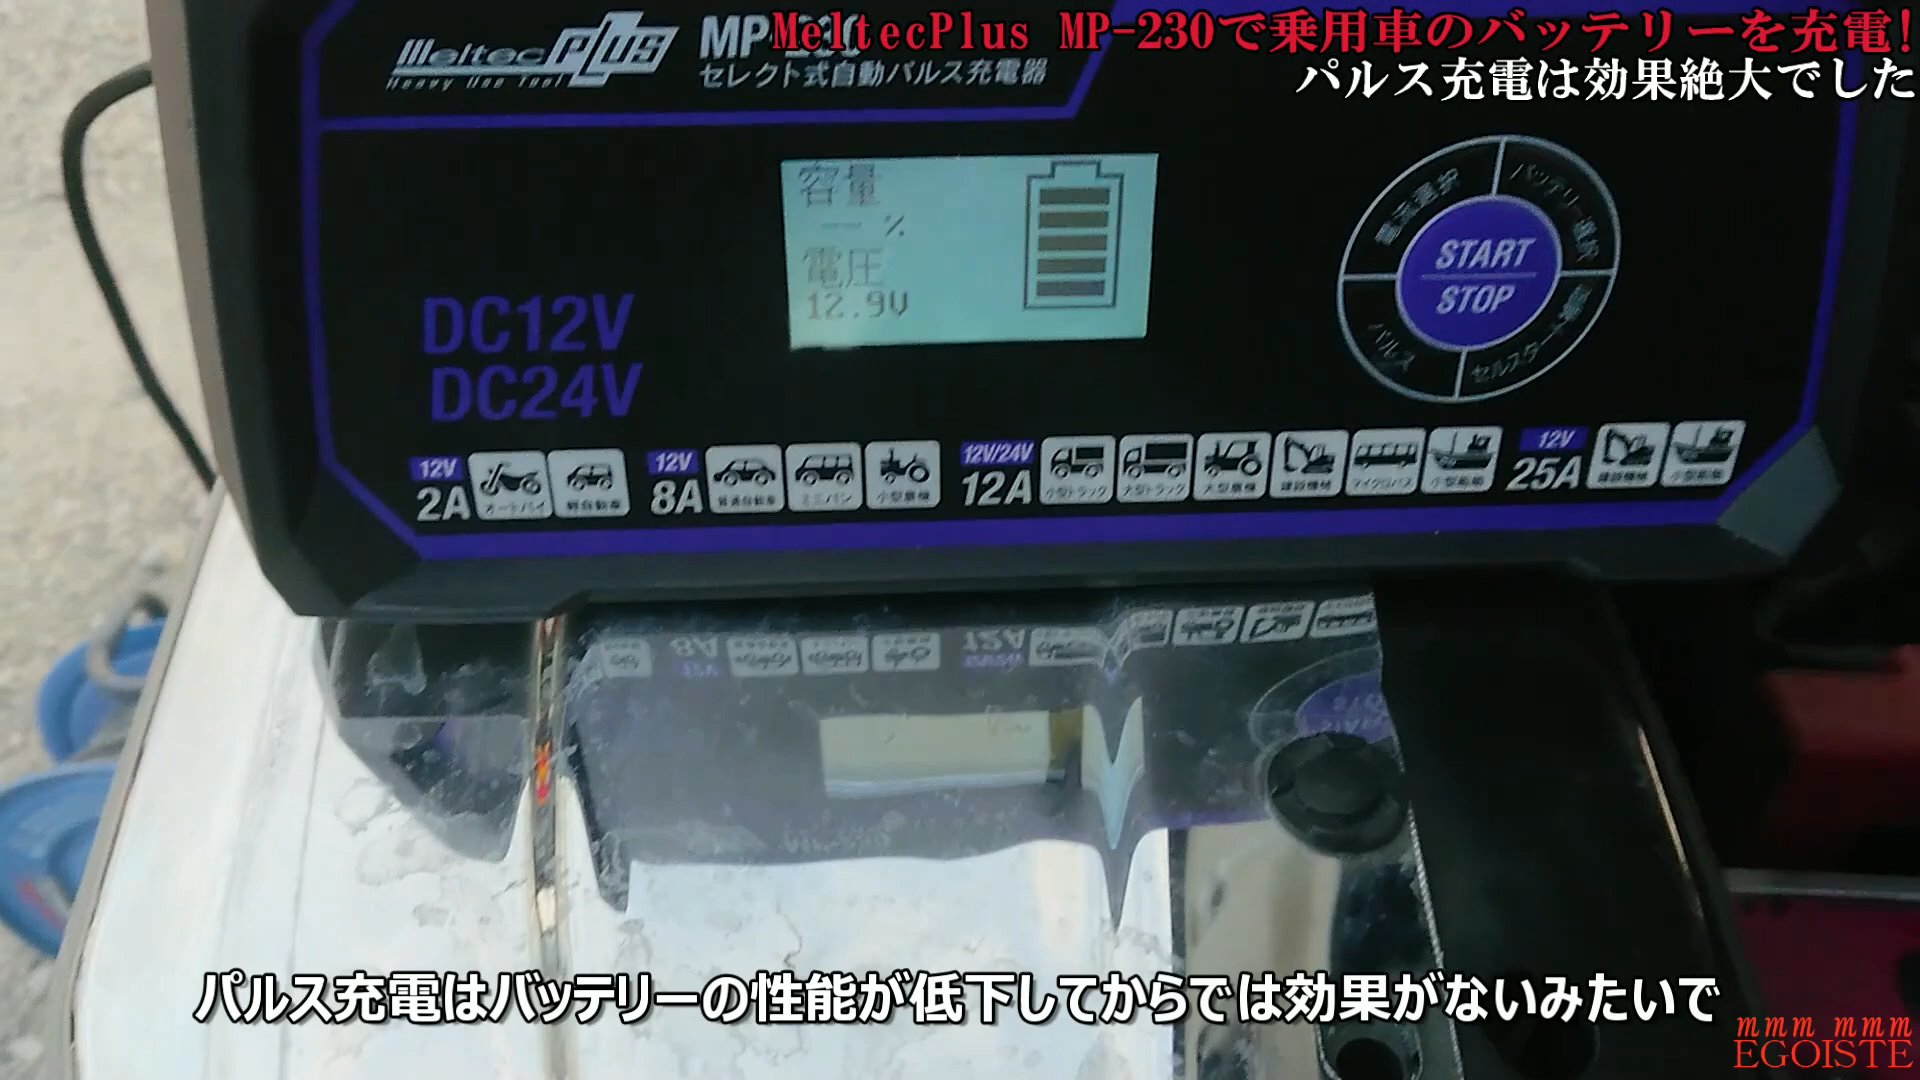 MeltecPlus MP-230で乗用車のバッテリーを充電!
パルス充電は効果絶大でした
Meltec PLUS
Heavy Use Tool
MP-230
セレクト式自動パルス充電器
容量
-- %
電圧
12.9V
電流選択
バッテリー選択
START
STOP
パルス
セルスタート
DC12V
DC24V
12V
2A
オートバイ
軽自動車
12V
8A
普通自動車
ミニバン
小型農機
12V/24V
12A
小型トラック
大型トラック
大型農機
建設機械
マイクロバス
小型船舶
12V
25A
建設機械
小型船舶
パルス充電はバッテリーの性能が低下してからでは効果がないみたいで
mmm mmm
EGOISTE